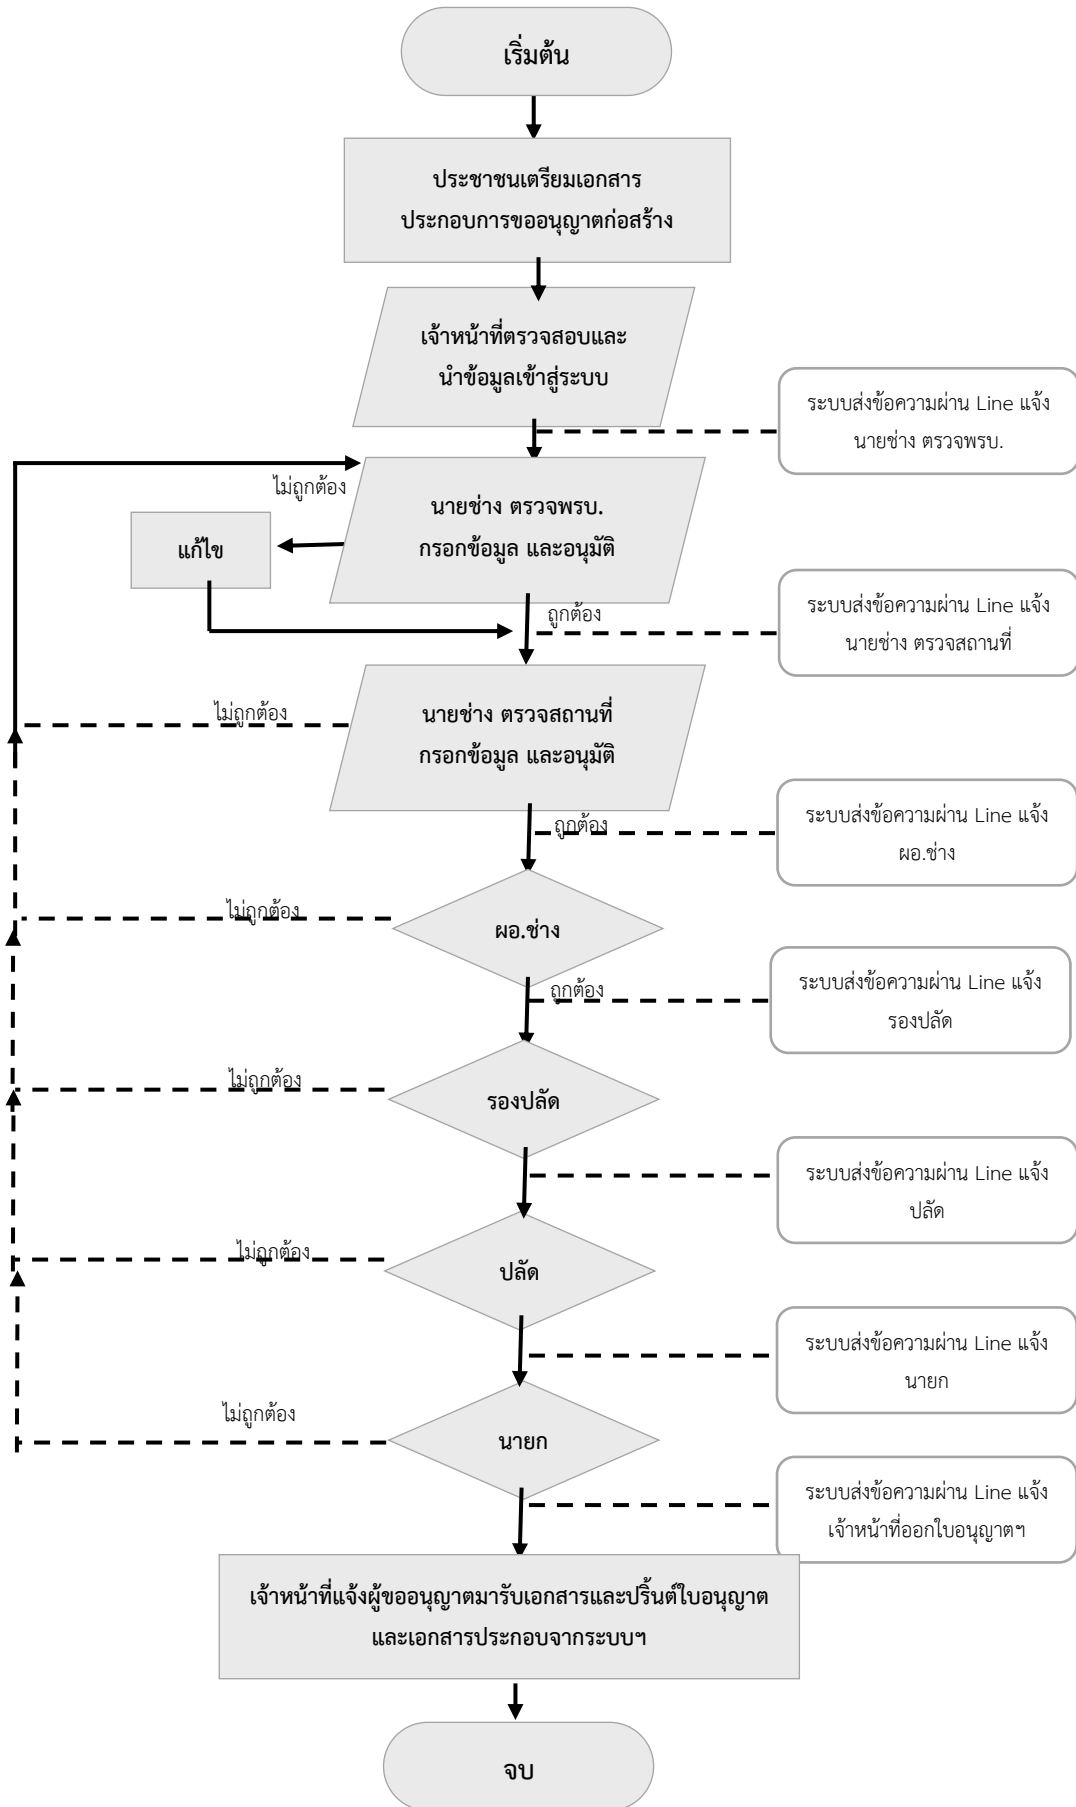 เริ่มต้น
ประชาชนเตรียมเอกสาร
ประกอบการขออนุญาตก่อสร้าง
เจ้าหน้าที่ตรวจสอบและ
นำข้อมูลเข้าสู่ระบบ
ระบบส่งข้อความผ่าน Line แจ้ง
นายช่าง ตรวจพรบ.
ไม่ถูกต้อง
นายช่าง ตรวจพรบ.
กรอกข้อมูล และอนุมัติ
แก้ไข
ถูกต้อง
ระบบส่งข้อความผ่าน Line แจ้ง
นายช่าง ตรวจสถานที่
ไม่ถูกต้อง
นายช่าง ตรวจสถานที่
กรอกข้อมูล และอนุมัติ
ถูกต้อง
ระบบส่งข้อความผ่าน Line แจ้ง
ผอ.ช่าง
ไม่ถูกต้อง
ผอ.ช่าง
ถูกต้อง
ระบบส่งข้อความผ่าน Line แจ้ง
รองปลัด
ไม่ถูกต้อง
รองปลัด
ระบบส่งข้อความผ่าน Line แจ้ง
ปลัด
ไม่ถูกต้อง
ปลัด
ระบบส่งข้อความผ่าน Line แจ้ง
นายก
ไม่ถูกต้อง
นายก
ระบบส่งข้อความผ่าน Line แจ้ง
เจ้าหน้าที่ออกใบอนุญาตฯ
เจ้าหน้าที่แจ้งผู้ขออนุญาตมารับเอกสารและปริ้นต์ใบอนุญาต
และเอกสารประกอบจากระบบฯ
จบ